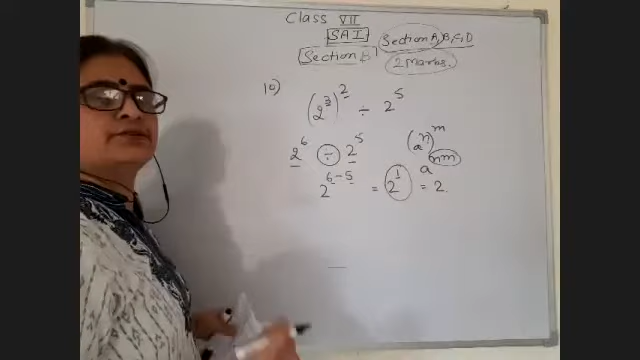 Class VII
SAI Section A, B, C, D
Section B 2 Marks.
10) (2³)² ÷ 2⁵
2⁶ ÷ 2⁵ (aⁿ)ᵐ
aⁿᵐ
2⁶⁻⁵ = 2¹ = 2